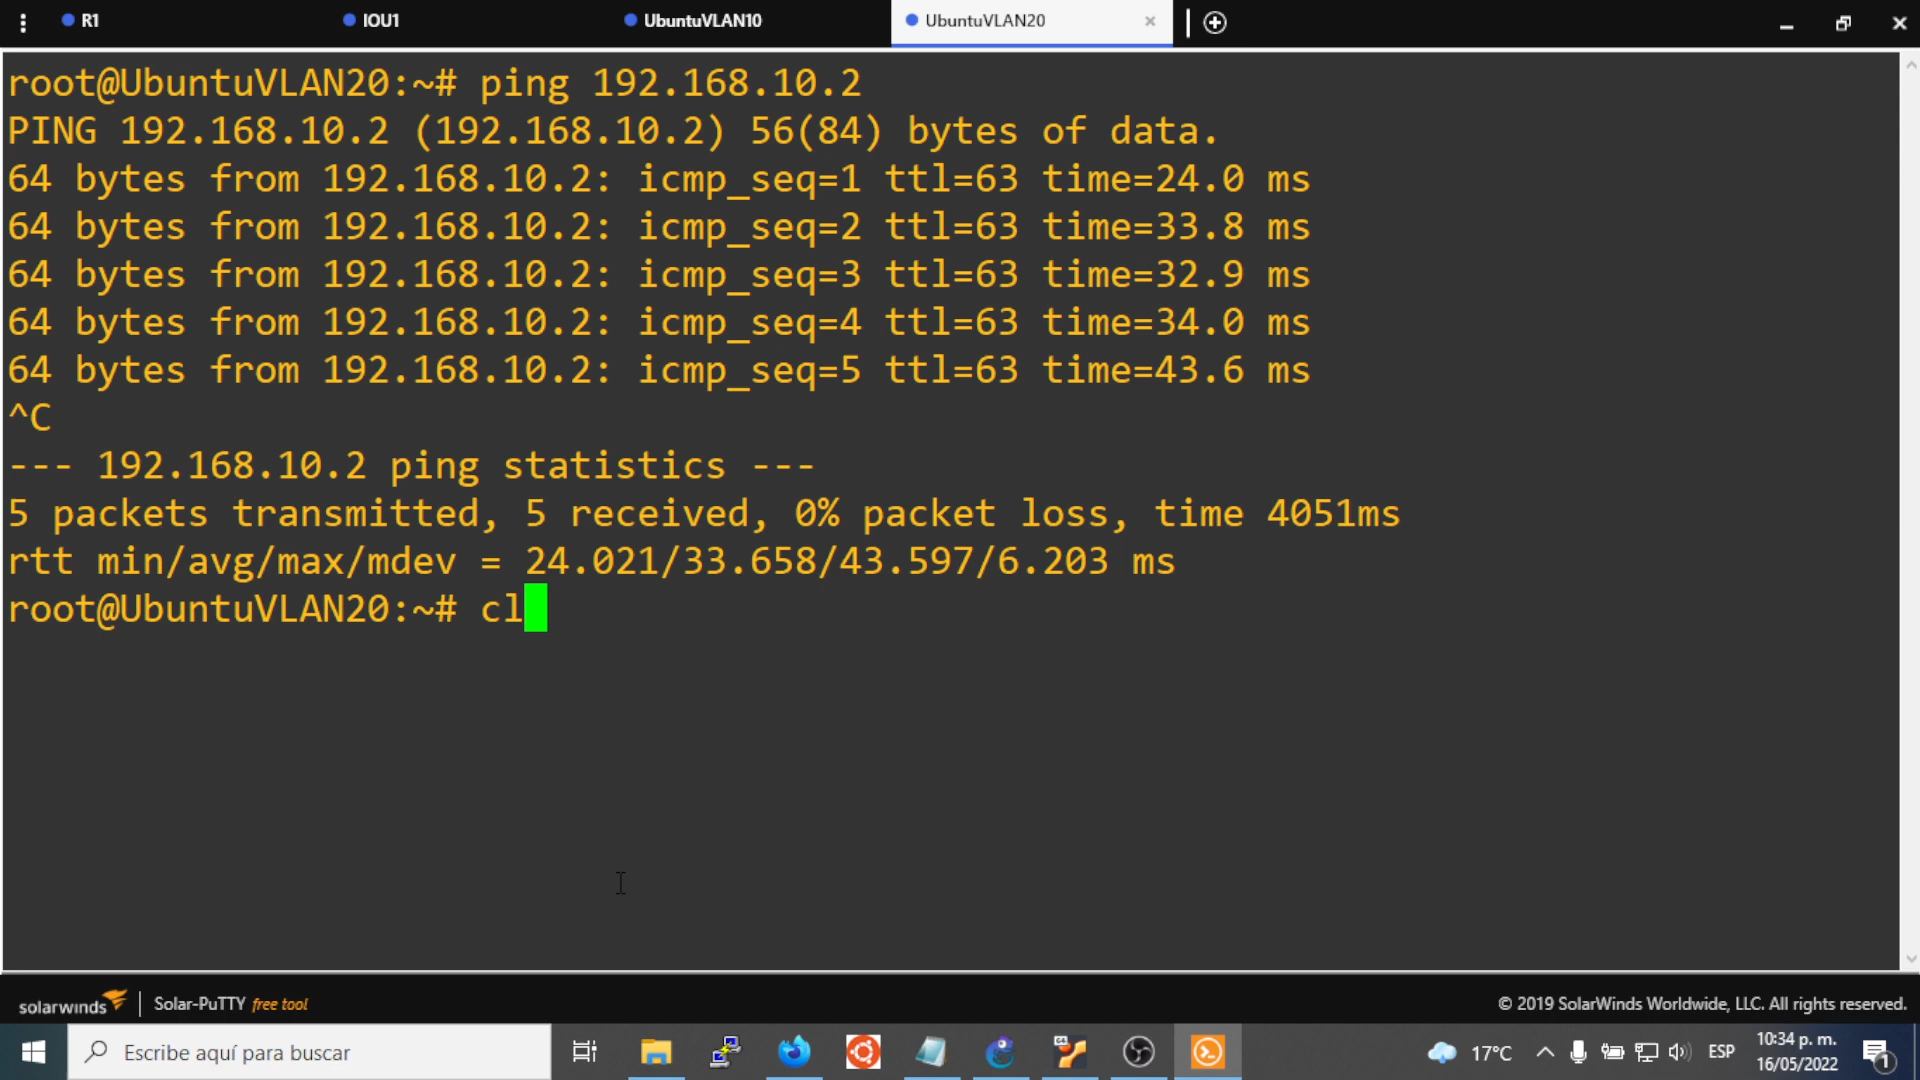 R1
IOU1
UbuntuVLAN10
UbuntuVLAN20
root@UbuntuVLAN20:~# ping 192.168.10.2
PING 192.168.10.2 (192.168.10.2) 56(84) bytes of data.
64 bytes from 192.168.10.2: icmp_seq=1 ttl=63 time=24.0 ms
64 bytes from 192.168.10.2: icmp_seq=2 ttl=63 time=33.8 ms
64 bytes from 192.168.10.2: icmp_seq=3 ttl=63 time=32.9 ms
64 bytes from 192.168.10.2: icmp_seq=4 ttl=63 time=34.0 ms
64 bytes from 192.168.10.2: icmp_seq=5 ttl=63 time=43.6 ms
^C
--- 192.168.10.2 ping statistics ---
5 packets transmitted, 5 received, 0% packet loss, time 4051ms
rtt min/avg/max/mdev = 24.021/33.658/43.597/6.203 ms
root@UbuntuVLAN20:~# cl
solarwinds
Solar-PuTTY free tool
© 2019 SolarWinds Worldwide, LLC. All rights reserved.
Escribe aquí para buscar
17°C
ESP
10:34 p. m.
16/05/2022
1